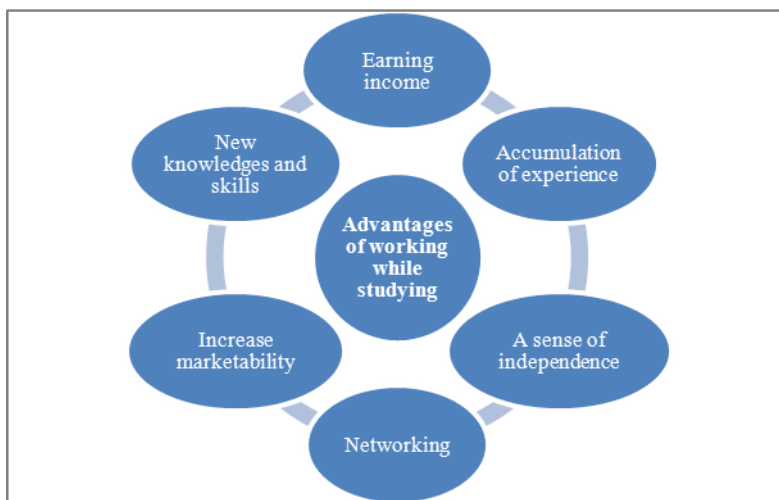 Earning
income
Accumulation
of experience
A sense of
independence
Networking
Increase
marketability
New
knowledges and
skills
Advantages
of working
while
studying